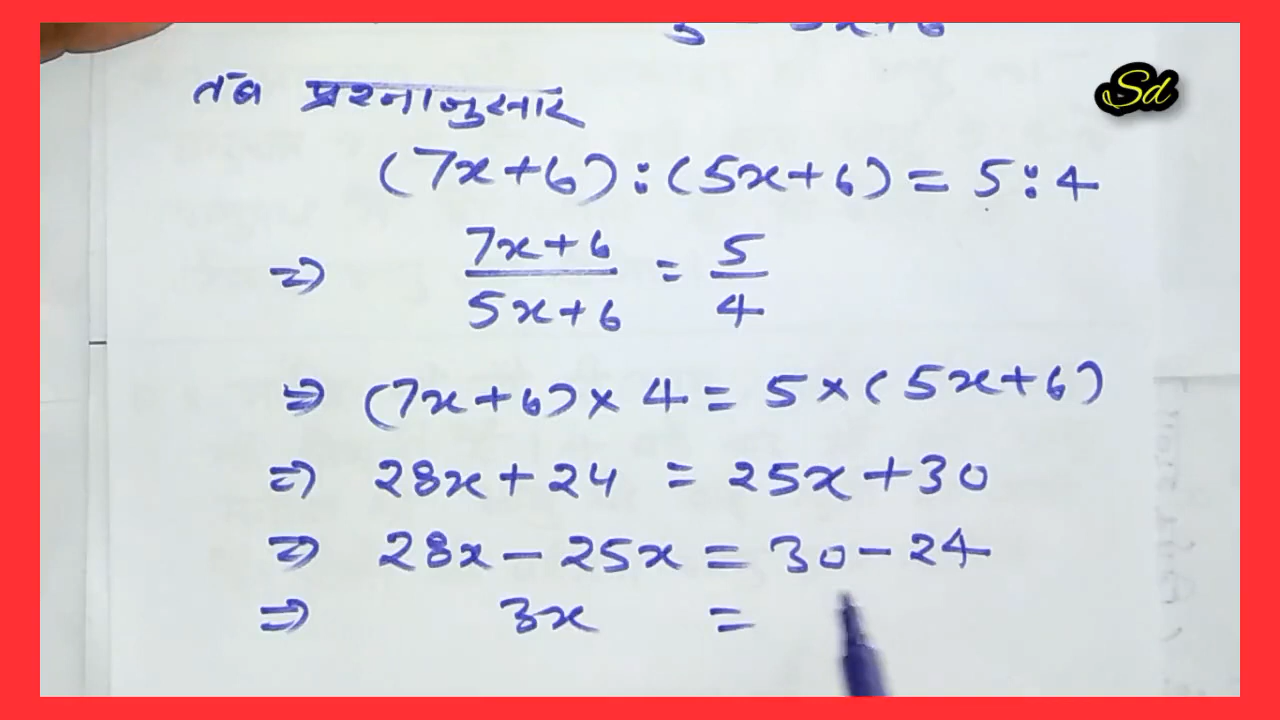 Sd
तब प्रश्नानुसार
(7x+6):(5x+6)=5:4
⇒ 7x+6/5x+6 = 5/4
⇒ (7x+6)×4=5×(5x+6)
⇒ 28x+24 = 25x+30
⇒ 28x-25x=30-24
⇒ 3x =